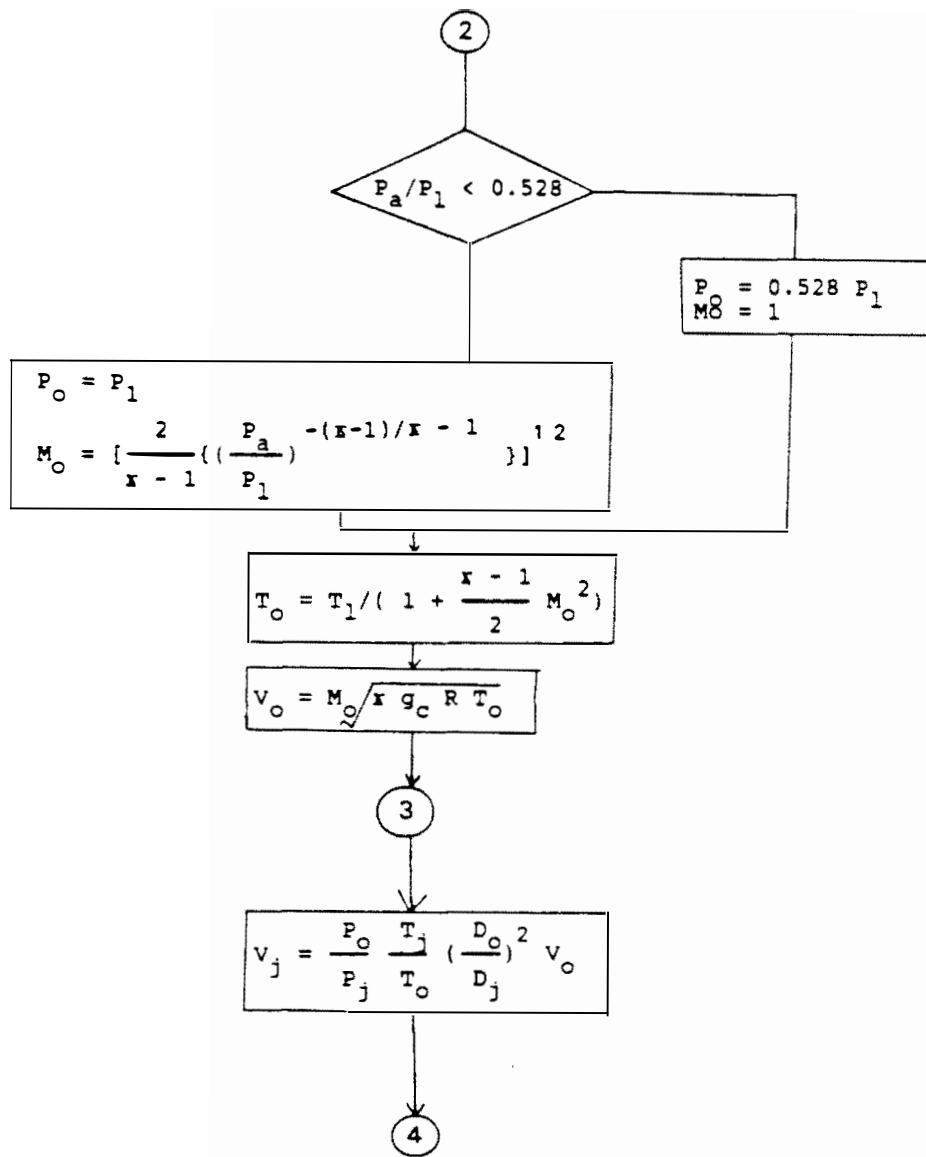 2
P_a/P_1 < 0.528
P_o = 0.528 P_1
M_o = 1
P_o = P_1
M_o = [ 2/(ɤ - 1) {( P_a / P_1 )^-(ɤ-1)/ɤ - 1 }]^1 2
T_o = T_1/( 1 + (ɤ - 1)/2 M_o^2)
V_o = M_o √ɤ g_c R T_o
3
V_j = P_o/P_j T_j/T_o (D_o/D_j)^2 V_o
4